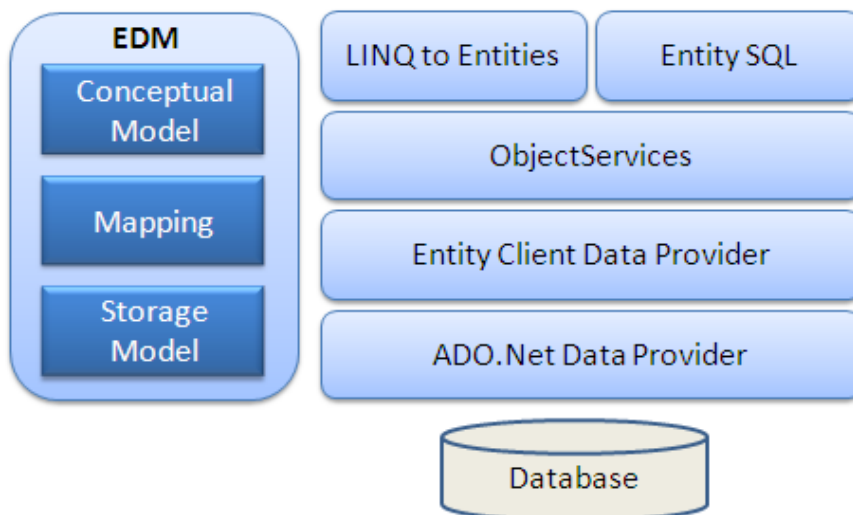 EDM
Conceptual
Model
Mapping
Storage
Model
LINQ to Entities
Entity SQL
ObjectServices
Entity Client Data Provider
ADO.Net Data Provider
Database